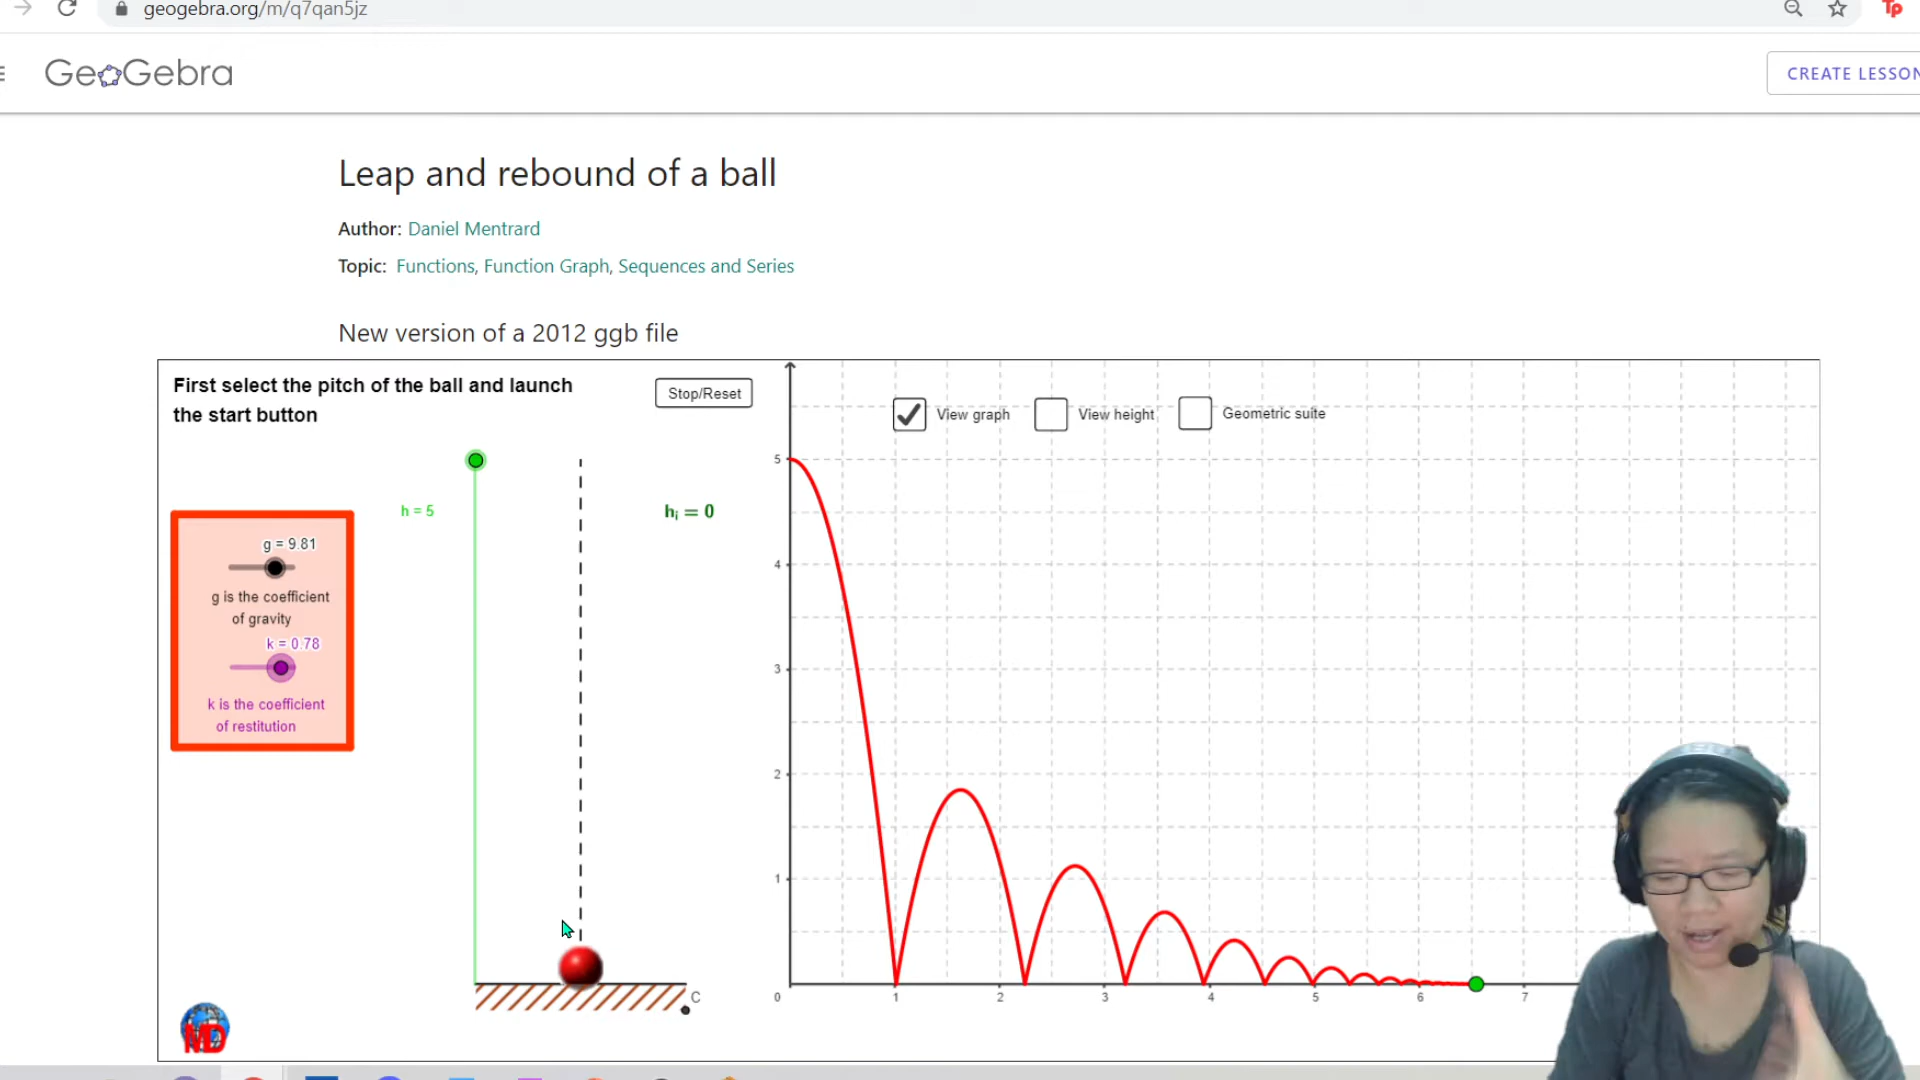 geogebra.org/m/q7qan5jz
Tp
GeoGebra
CREATE LESSON
Leap and rebound of a ball
Author: Daniel Mentrard
Topic: Functions, Function Graph, Sequences and Series
New version of a 2012 ggb file
First select the pitch of the ball and launch
the start button
Stop/Reset
View graph
View height
Geometric suite
h = 5
hᵢ = 0
g = 9.81
g is the coefficient
of gravity
k = 0.78
k is the coefficient
of restitution
C
MD
5
4
3
2
1
0 1 2 3 4 5 6 7